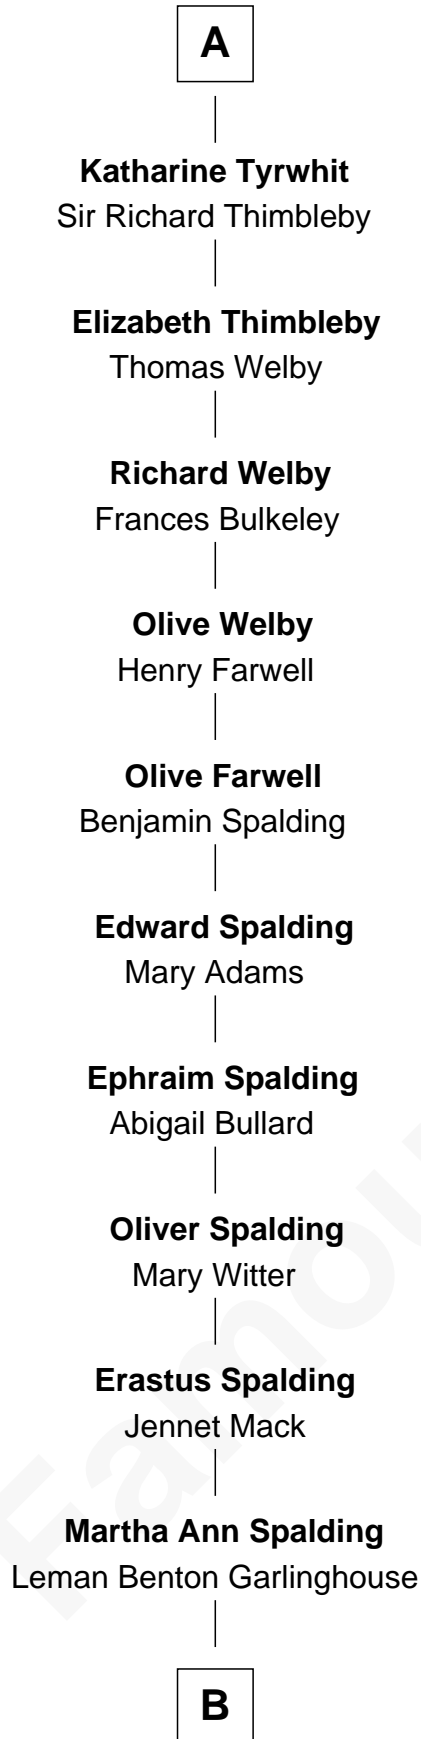 A
Katharine Tyrwhit
Sir Richard Thimbleby
Elizabeth Thimbleby
Thomas Welby
Richard Welby
Frances Bulkeley
Olive Welby
Henry Farwell
Olive Farwell
Benjamin Spalding
Edward Spalding
Mary Adams
Ephraim Spalding
Abigail Bullard
Oliver Spalding
Mary Witter
Erastus Spalding
Jennet Mack
Martha Ann Spalding
Leman Benton Garlinghouse
B